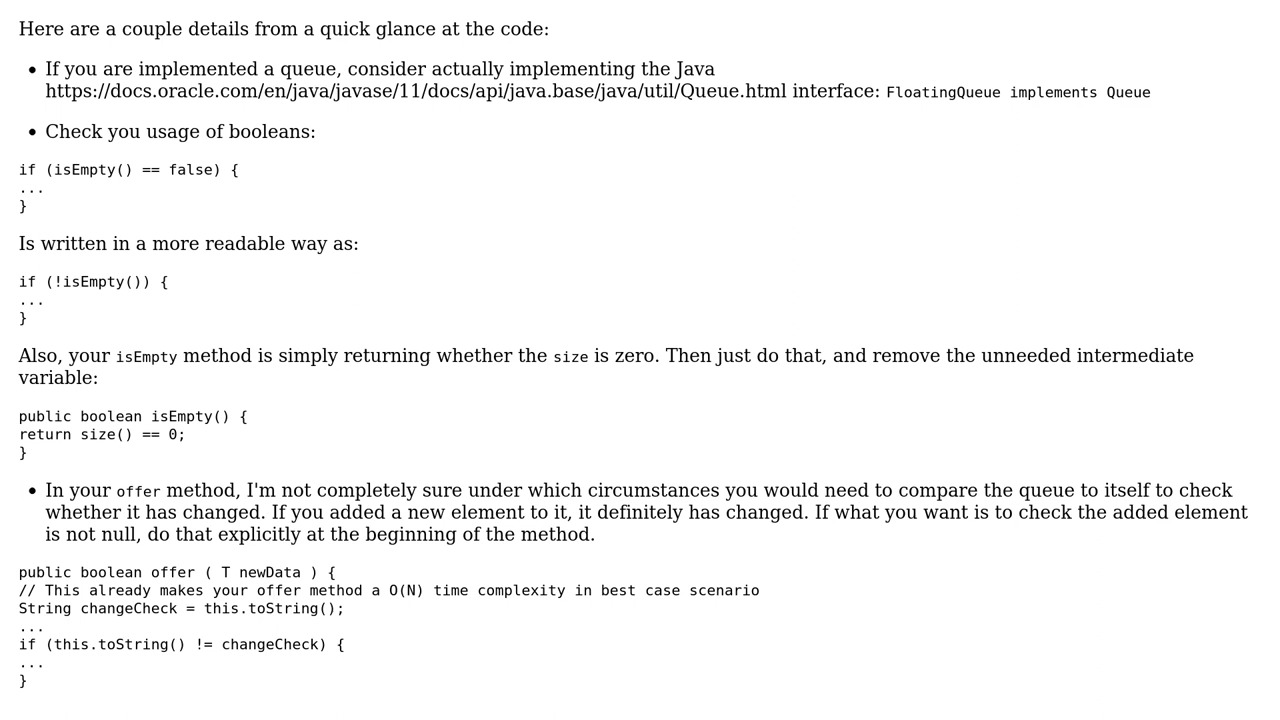 Here are a couple details from a quick glance at the code:
• If you are implemented a queue, consider actually implementing the Java
https://docs.oracle.com/en/java/javase/11/docs/api/java.base/java/util/Queue.html interface: FloatingQueue implements Queue
• Check you usage of booleans:
if (isEmpty() == false) {
...
}
Is written in a more readable way as:
if (!isEmpty()) {
...
}
Also, your isEmpty method is simply returning whether the size is zero. Then just do that, and remove the unneeded intermediate
variable:
public boolean isEmpty() {
return size() == 0;
}
• In your offer method, I'm not completely sure under which circumstances you would need to compare the queue to itself to check
whether it has changed. If you added a new element to it, it definitely has changed. If what you want is to check the added element
is not null, do that explicitly at the beginning of the method.
public boolean offer ( T newData ) {
// This already makes your offer method a O(N) time complexity in best case scenario
String changeCheck = this.toString();
...
if (this.toString() != changeCheck) {
...
}